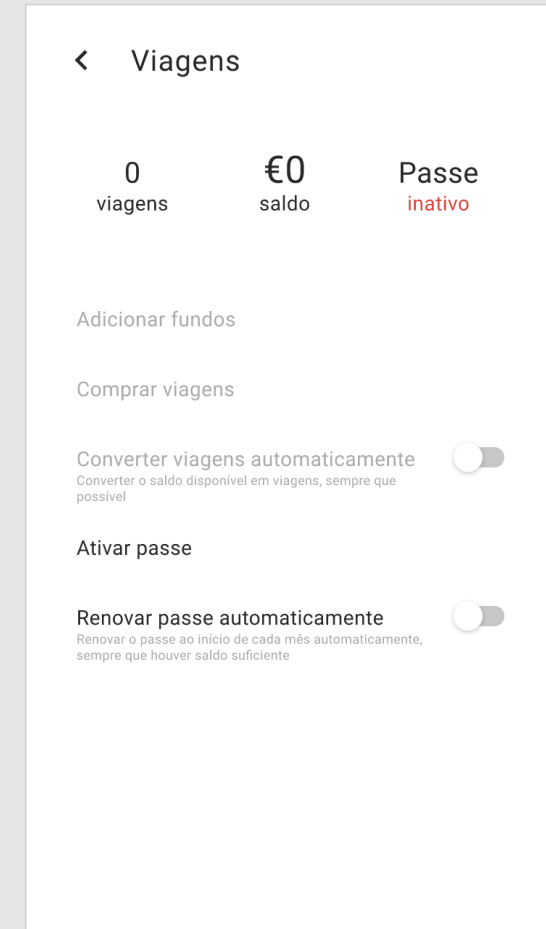 Viagens
0
viagens
€0
saldo
Passe
inativo
Adicionar fundos
Comprar viagens
Converter viagens automaticamente
Converter o saldo disponível em viagens, sempre que
possível
Ativar passe
Renovar passe automaticamente
Renovar o passe ao início de cada mês automaticamente,
sempre que houver saldo suficiente